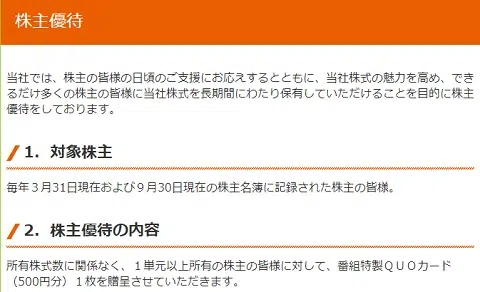 株主優待
当社では、株主の皆様の日頃のご支援にお応えするとともに、当社株式の魅力を高め、でき
るだけ多くの株主の皆様に当社株式を長期間にわたり保有していただけることを目的に株主
優待をしております。
1. 対象株主
毎年３月31日現在および９月30日現在の株主名簿に記録された株主の皆様。
2. 株主優待の内容
所有株式数に関係なく、１単元以上所有の株主の皆様に対して、番組特製ＱＵＯカード
（500円分）１枚を贈呈させていただきます。